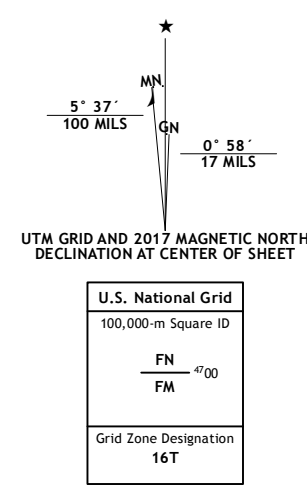 ★
MN
5° 37´
100 MILS
GN
0° 58´
17 MILS
UTM GRID AND 2017 MAGNETIC NORTH
DECLINATION AT CENTER OF SHEET
U.S. National Grid
100,000-m Square ID
FN
⁴⁷00
FM
Grid Zone Designation
16T